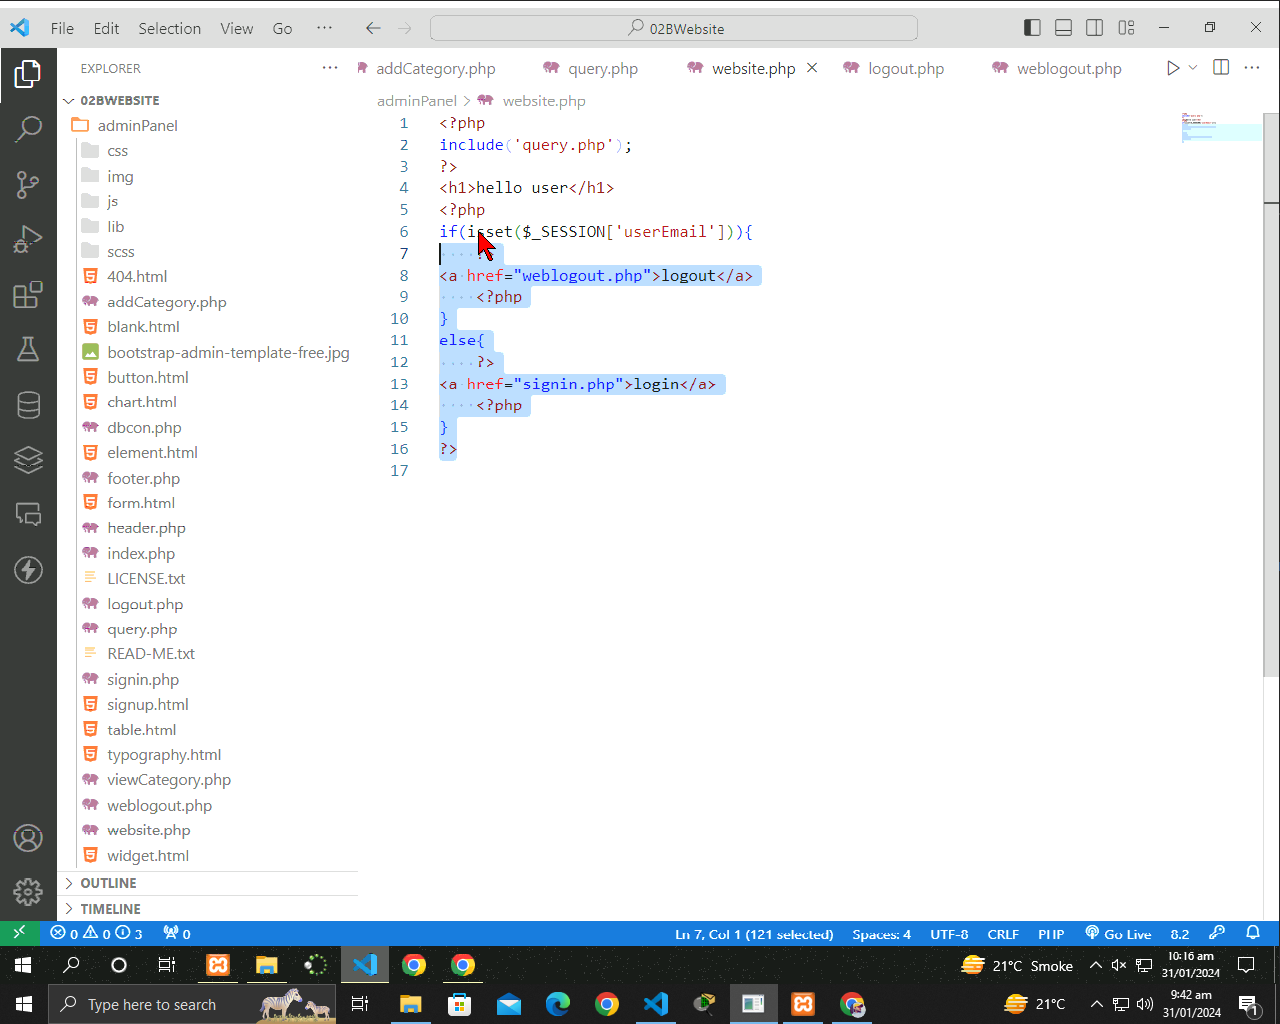 File Edit Selection View Go ··· 02BWebsite
EXPLORER ··· addCategory.php query.php website.php logout.php weblogout.php ···
02BWEBSITE
adminPanel > website.php
adminPanel
css
img
js
lib
scss
404.html
addCategory.php
blank.html
bootstrap-admin-template-free.jpg
button.html
chart.html
dbcon.php
element.html
footer.php
form.html
header.php
index.php
LICENSE.txt
logout.php
query.php
READ-ME.txt
signin.php
signup.html
table.html
typography.html
viewCategory.php
weblogout.php
website.php
widget.html
OUTLINE
TIMELINE
1 <?php
2 include('query.php');
3 ?>
4 <h1>hello user</h1>
5 <?php
6 if(isset($_SESSION['userEmail'])){
7
8 <a href="weblogout.php">logout</a>
9 <?php
10 }
11 else{
12 ?>
13 <a href="signin.php">login</a>
14 <?php
15 }
16 ?>
17
0 0 3 0 Ln 7, Col 1 (121 selected) Spaces: 4 UTF-8 CRLF PHP Go Live 8.2
21°C Smoke 10:16 am
31/01/2024
Type here to search 21°C 9:42 am
31/01/2024
1